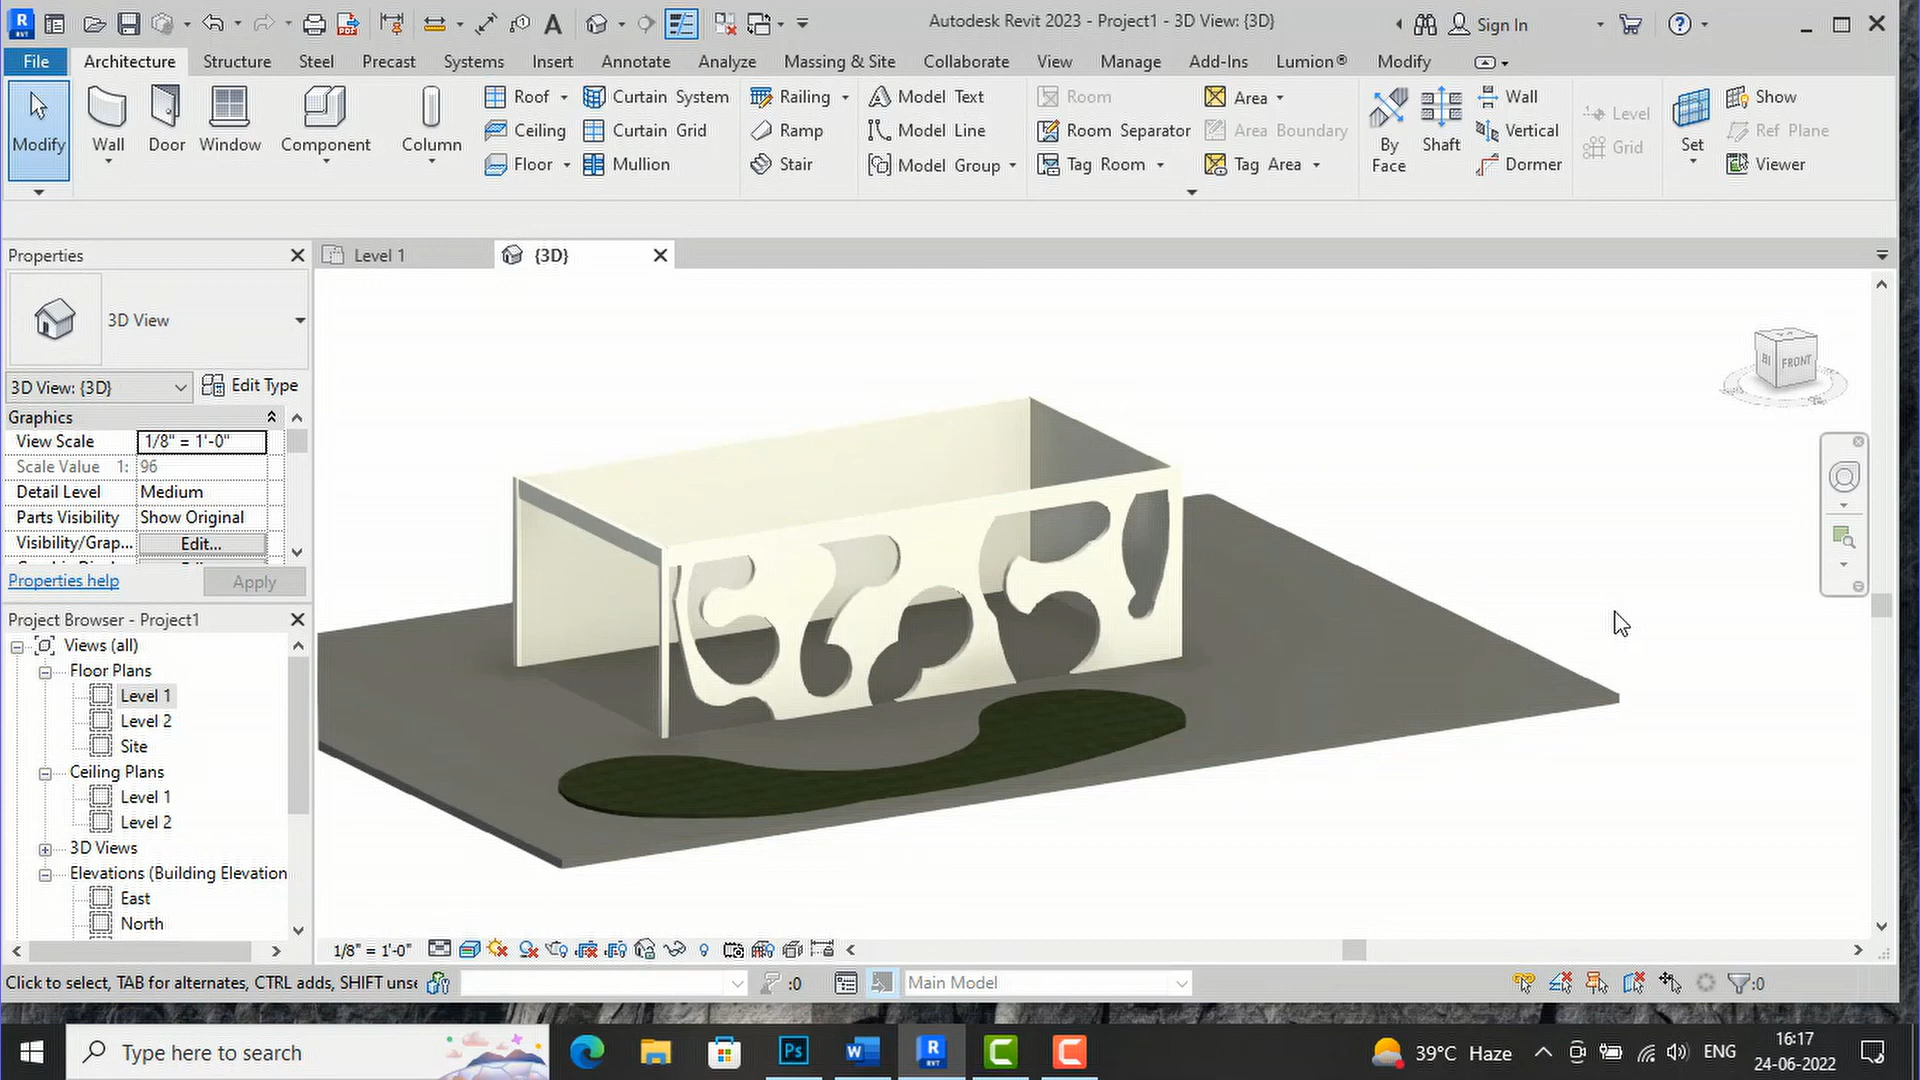 Autodesk Revit 2023 - Project1 - 3D View: {3D}
Sign In
File Architecture Structure Steel Precast Systems Insert Annotate Analyze Massing & Site Collaborate View Manage Add-Ins Lumion® Modify
Roof Curtain System Railing Model Text Room Area Wall Level Show
Ceiling Curtain Grid Ramp Model Line Room Separator Area Boundary Vertical Grid Ref Plane
Modify Wall Door Window Component Column By Face Shaft Set
Floor Mullion Stair Model Group Tag Room Tag Area Dormer Viewer
Properties
Level 1 {3D}
3D View
3D View: {3D} Edit Type
Graphics
View Scale 1/8" = 1'-0"
Scale Value 1: 96
Detail Level Medium
Parts Visibility Show Original
Visibility/Grap... Edit...
Properties help Apply
Project Browser - Project1
Views (all)
Floor Plans
Level 1
Level 2
Site
Ceiling Plans
Level 1
Level 2
3D Views
Elevations (Building Elevation
East
North
FRONT
1/8" = 1'-0"
Click to select, TAB for alternates, CTRL adds, SHIFT unse
:0
Main Model
:0
Type here to search
Ps
W
R
RVT
39°C Haze
ENG
16:17
24-06-2022